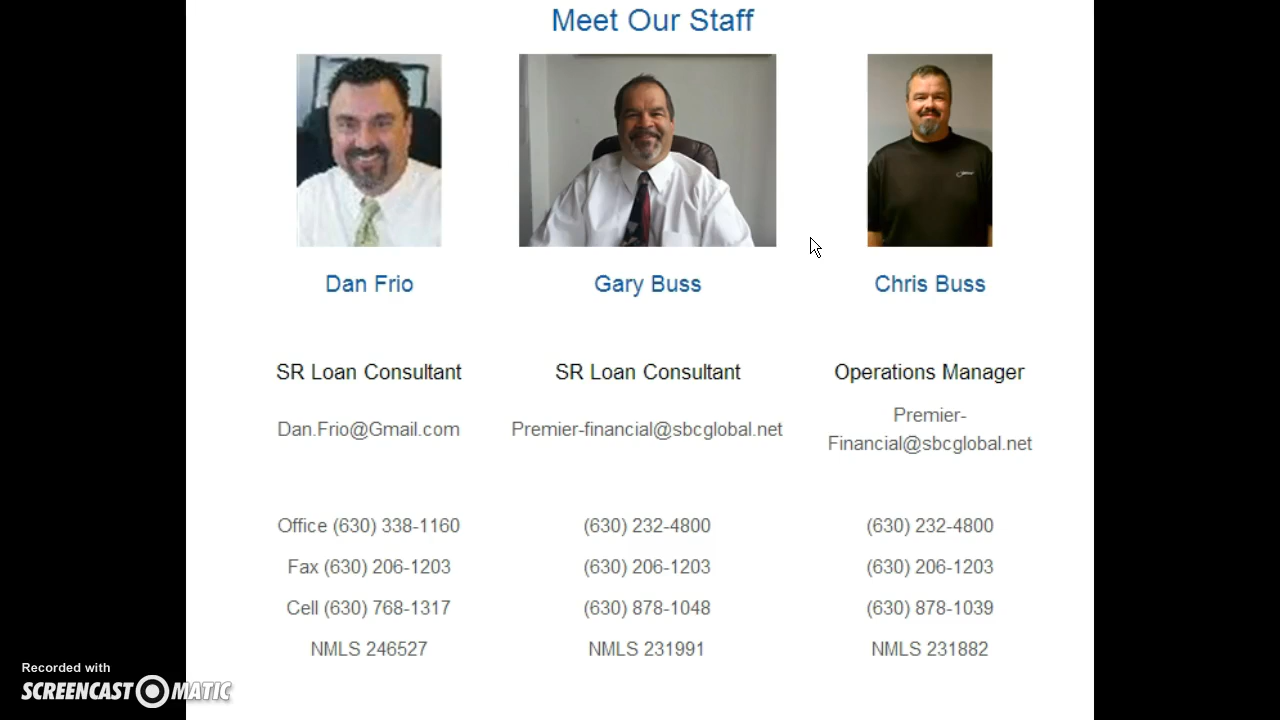 Meet Our Staff
Dan Frio
Gary Buss
Chris Buss
SR Loan Consultant
SR Loan Consultant
Operations Manager
Dan.Frio@Gmail.com
Premier-financial@sbcglobal.net
Premier-
Financial@sbcglobal.net
Office (630) 338-1160
(630) 232-4800
(630) 232-4800
Fax (630) 206-1203
(630) 206-1203
(630) 206-1203
Cell (630) 768-1317
(630) 878-1048
(630) 878-1039
NMLS 246527
NMLS 231991
NMLS 231882
Recorded with
SCREENCAST MATIC